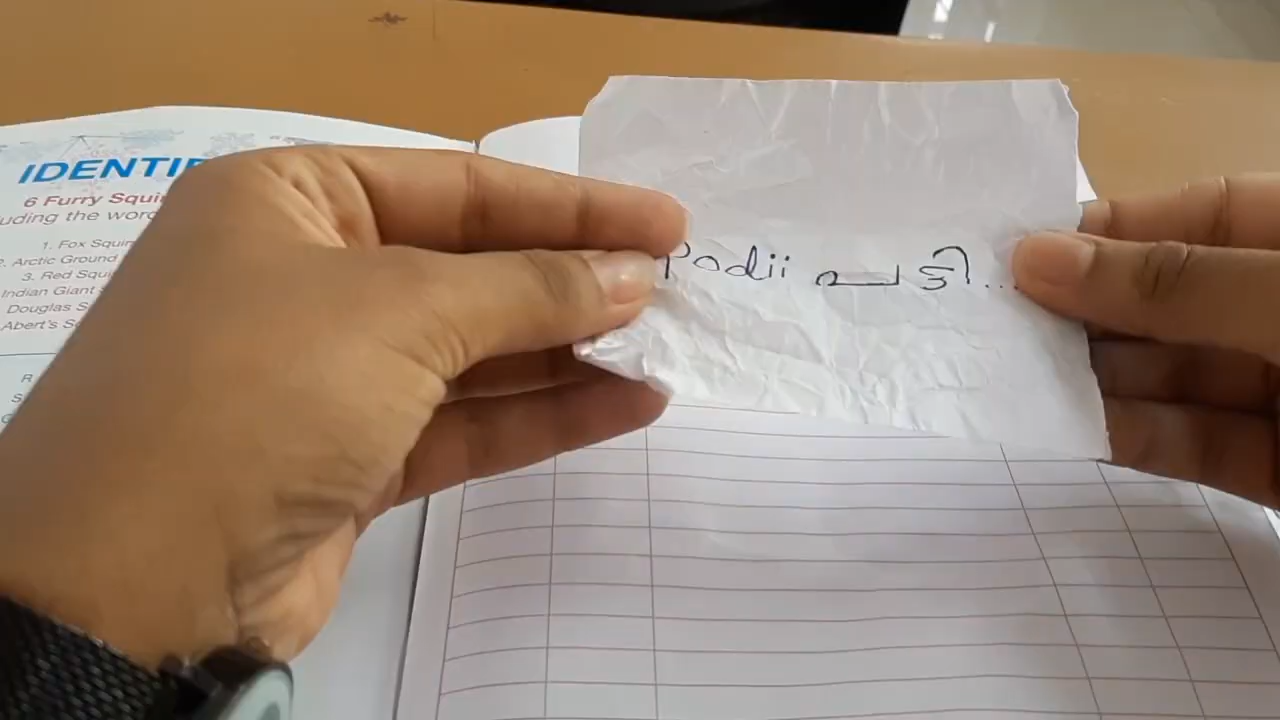 IDENTIF
6 Furry Squi
uding the word
1. Fox Squir
2. Arctic Ground
3. Red Squi
Indian Giant
Douglas S
Abert's Sq
Podii പട്ടി...